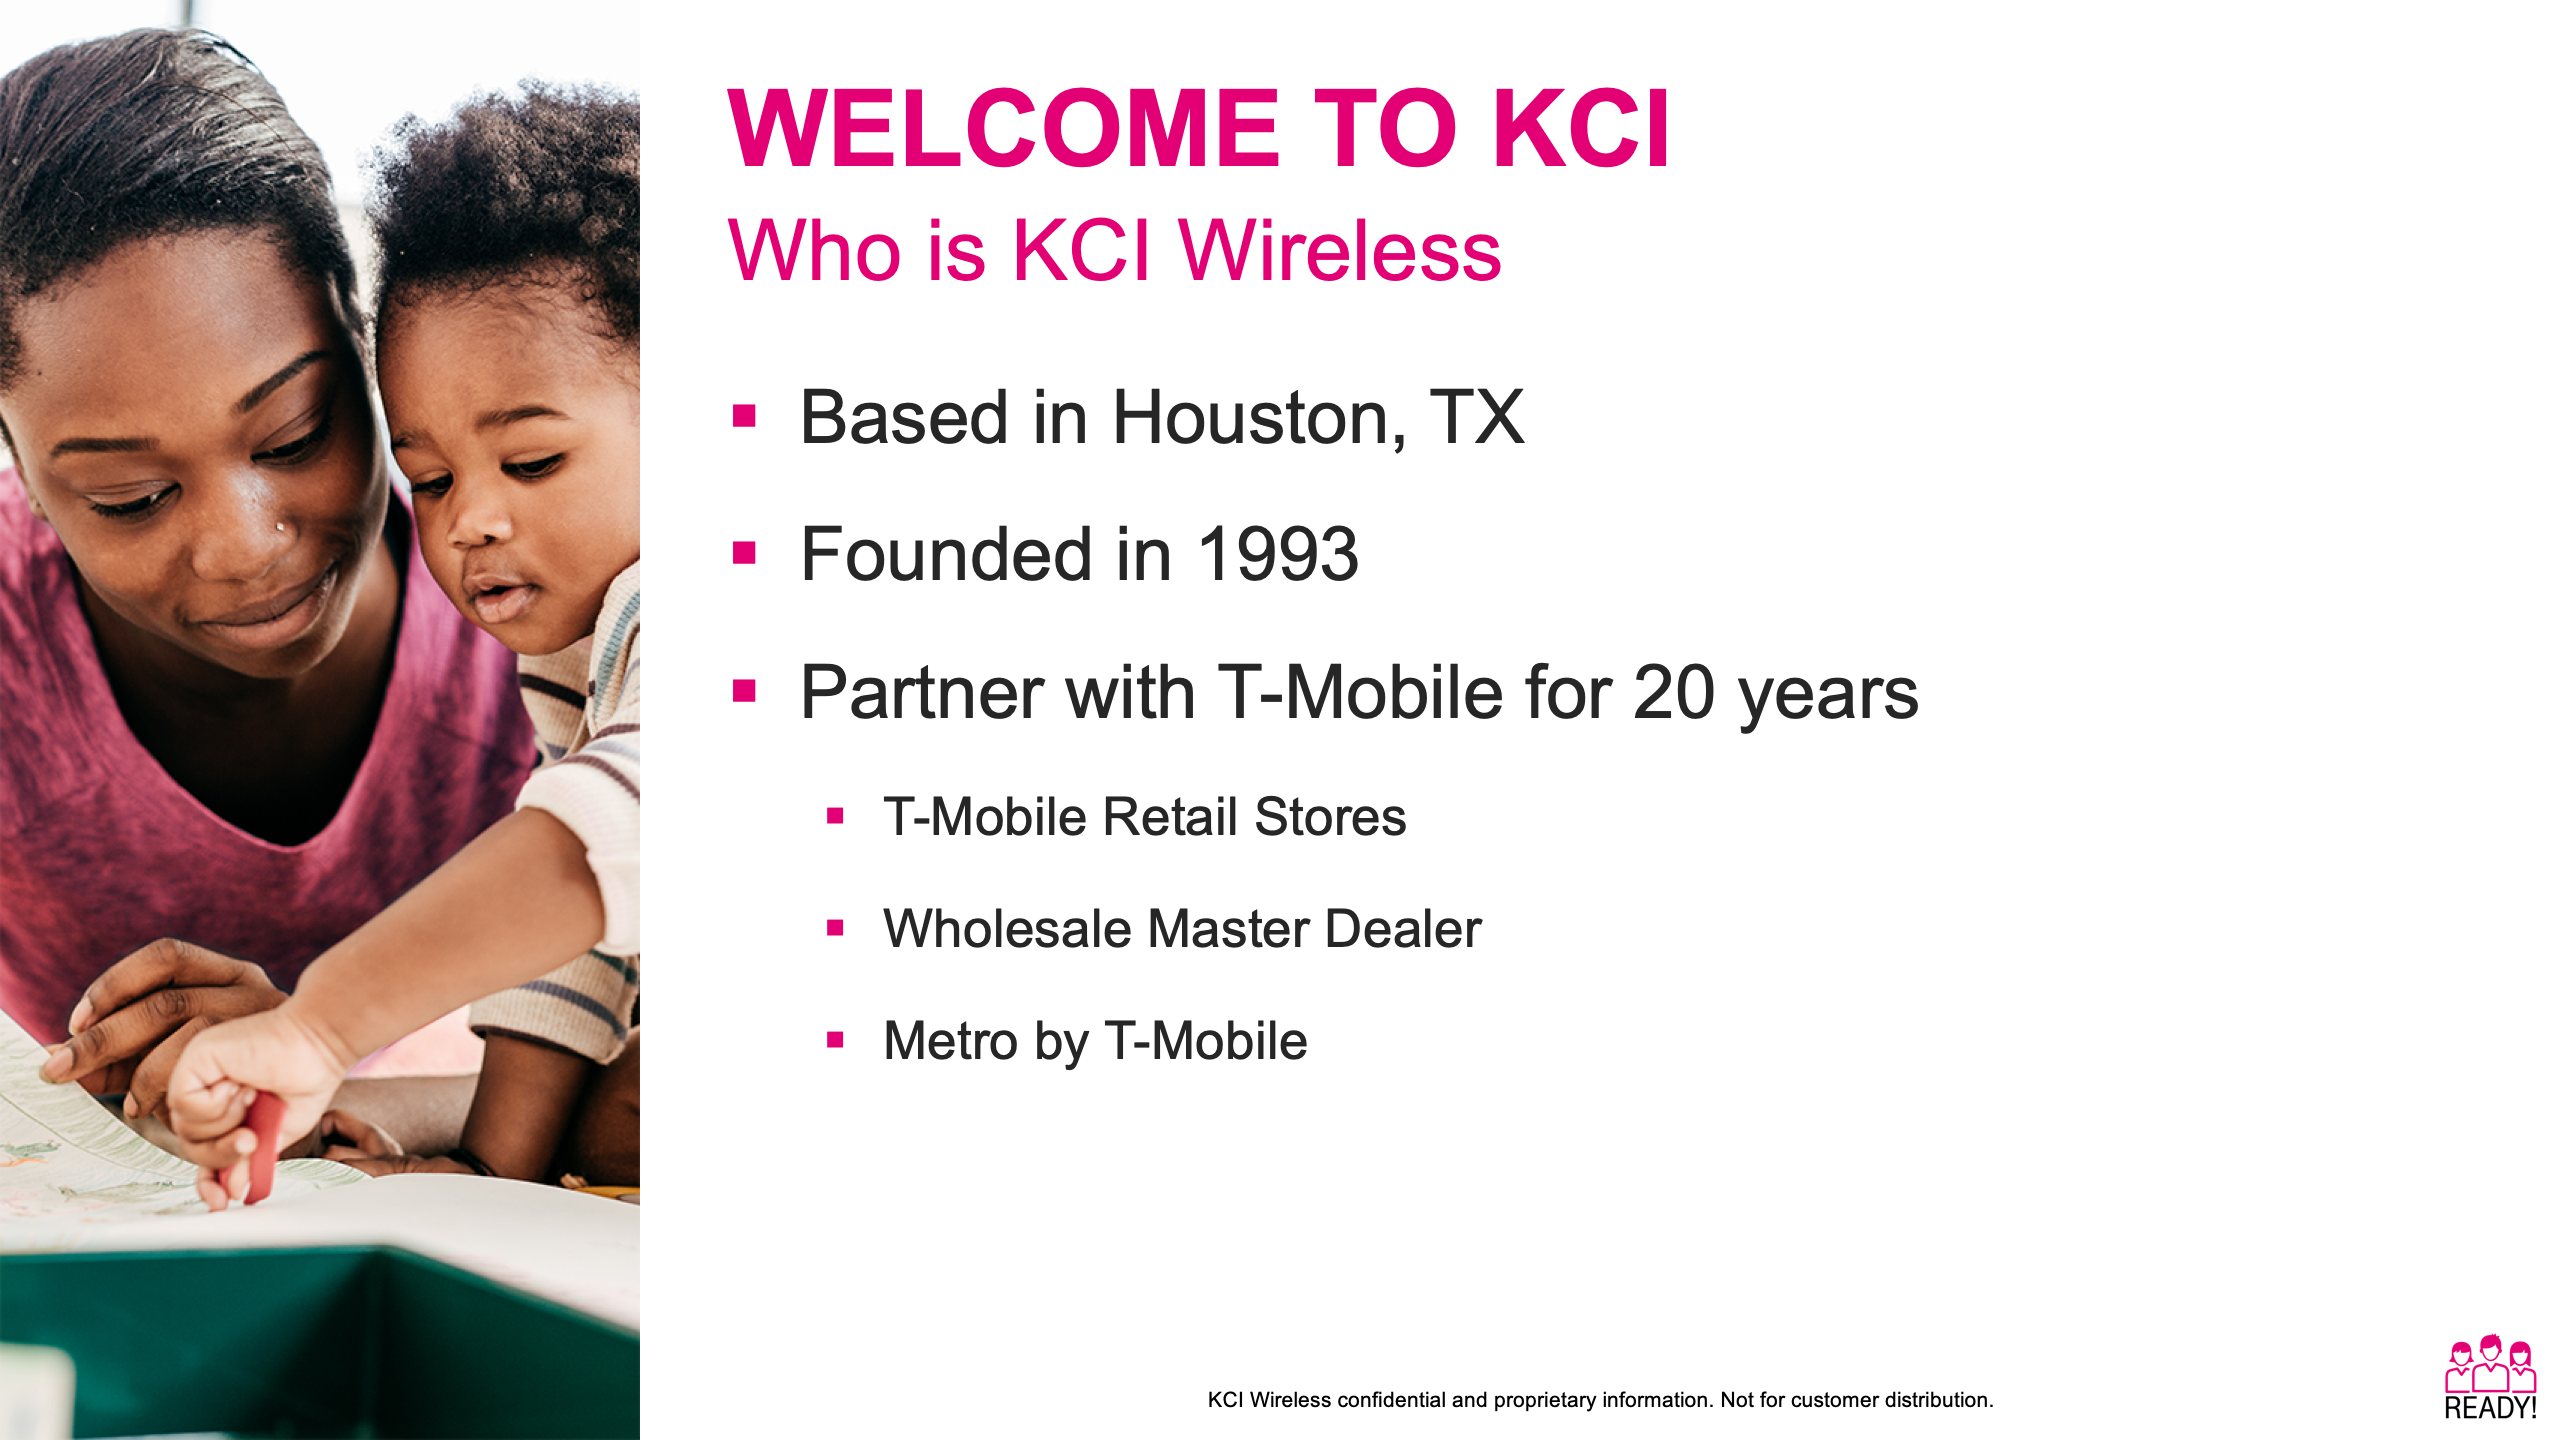 WELCOME TO KCI
Who is KCI Wireless
▪ Based in Houston, TX
▪ Founded in 1993
▪ Partner with T-Mobile for 20 years
▪ T-Mobile Retail Stores
▪ Wholesale Master Dealer
▪ Metro by T-Mobile
KCI Wireless confidential and proprietary information. Not for customer distribution.
READY!